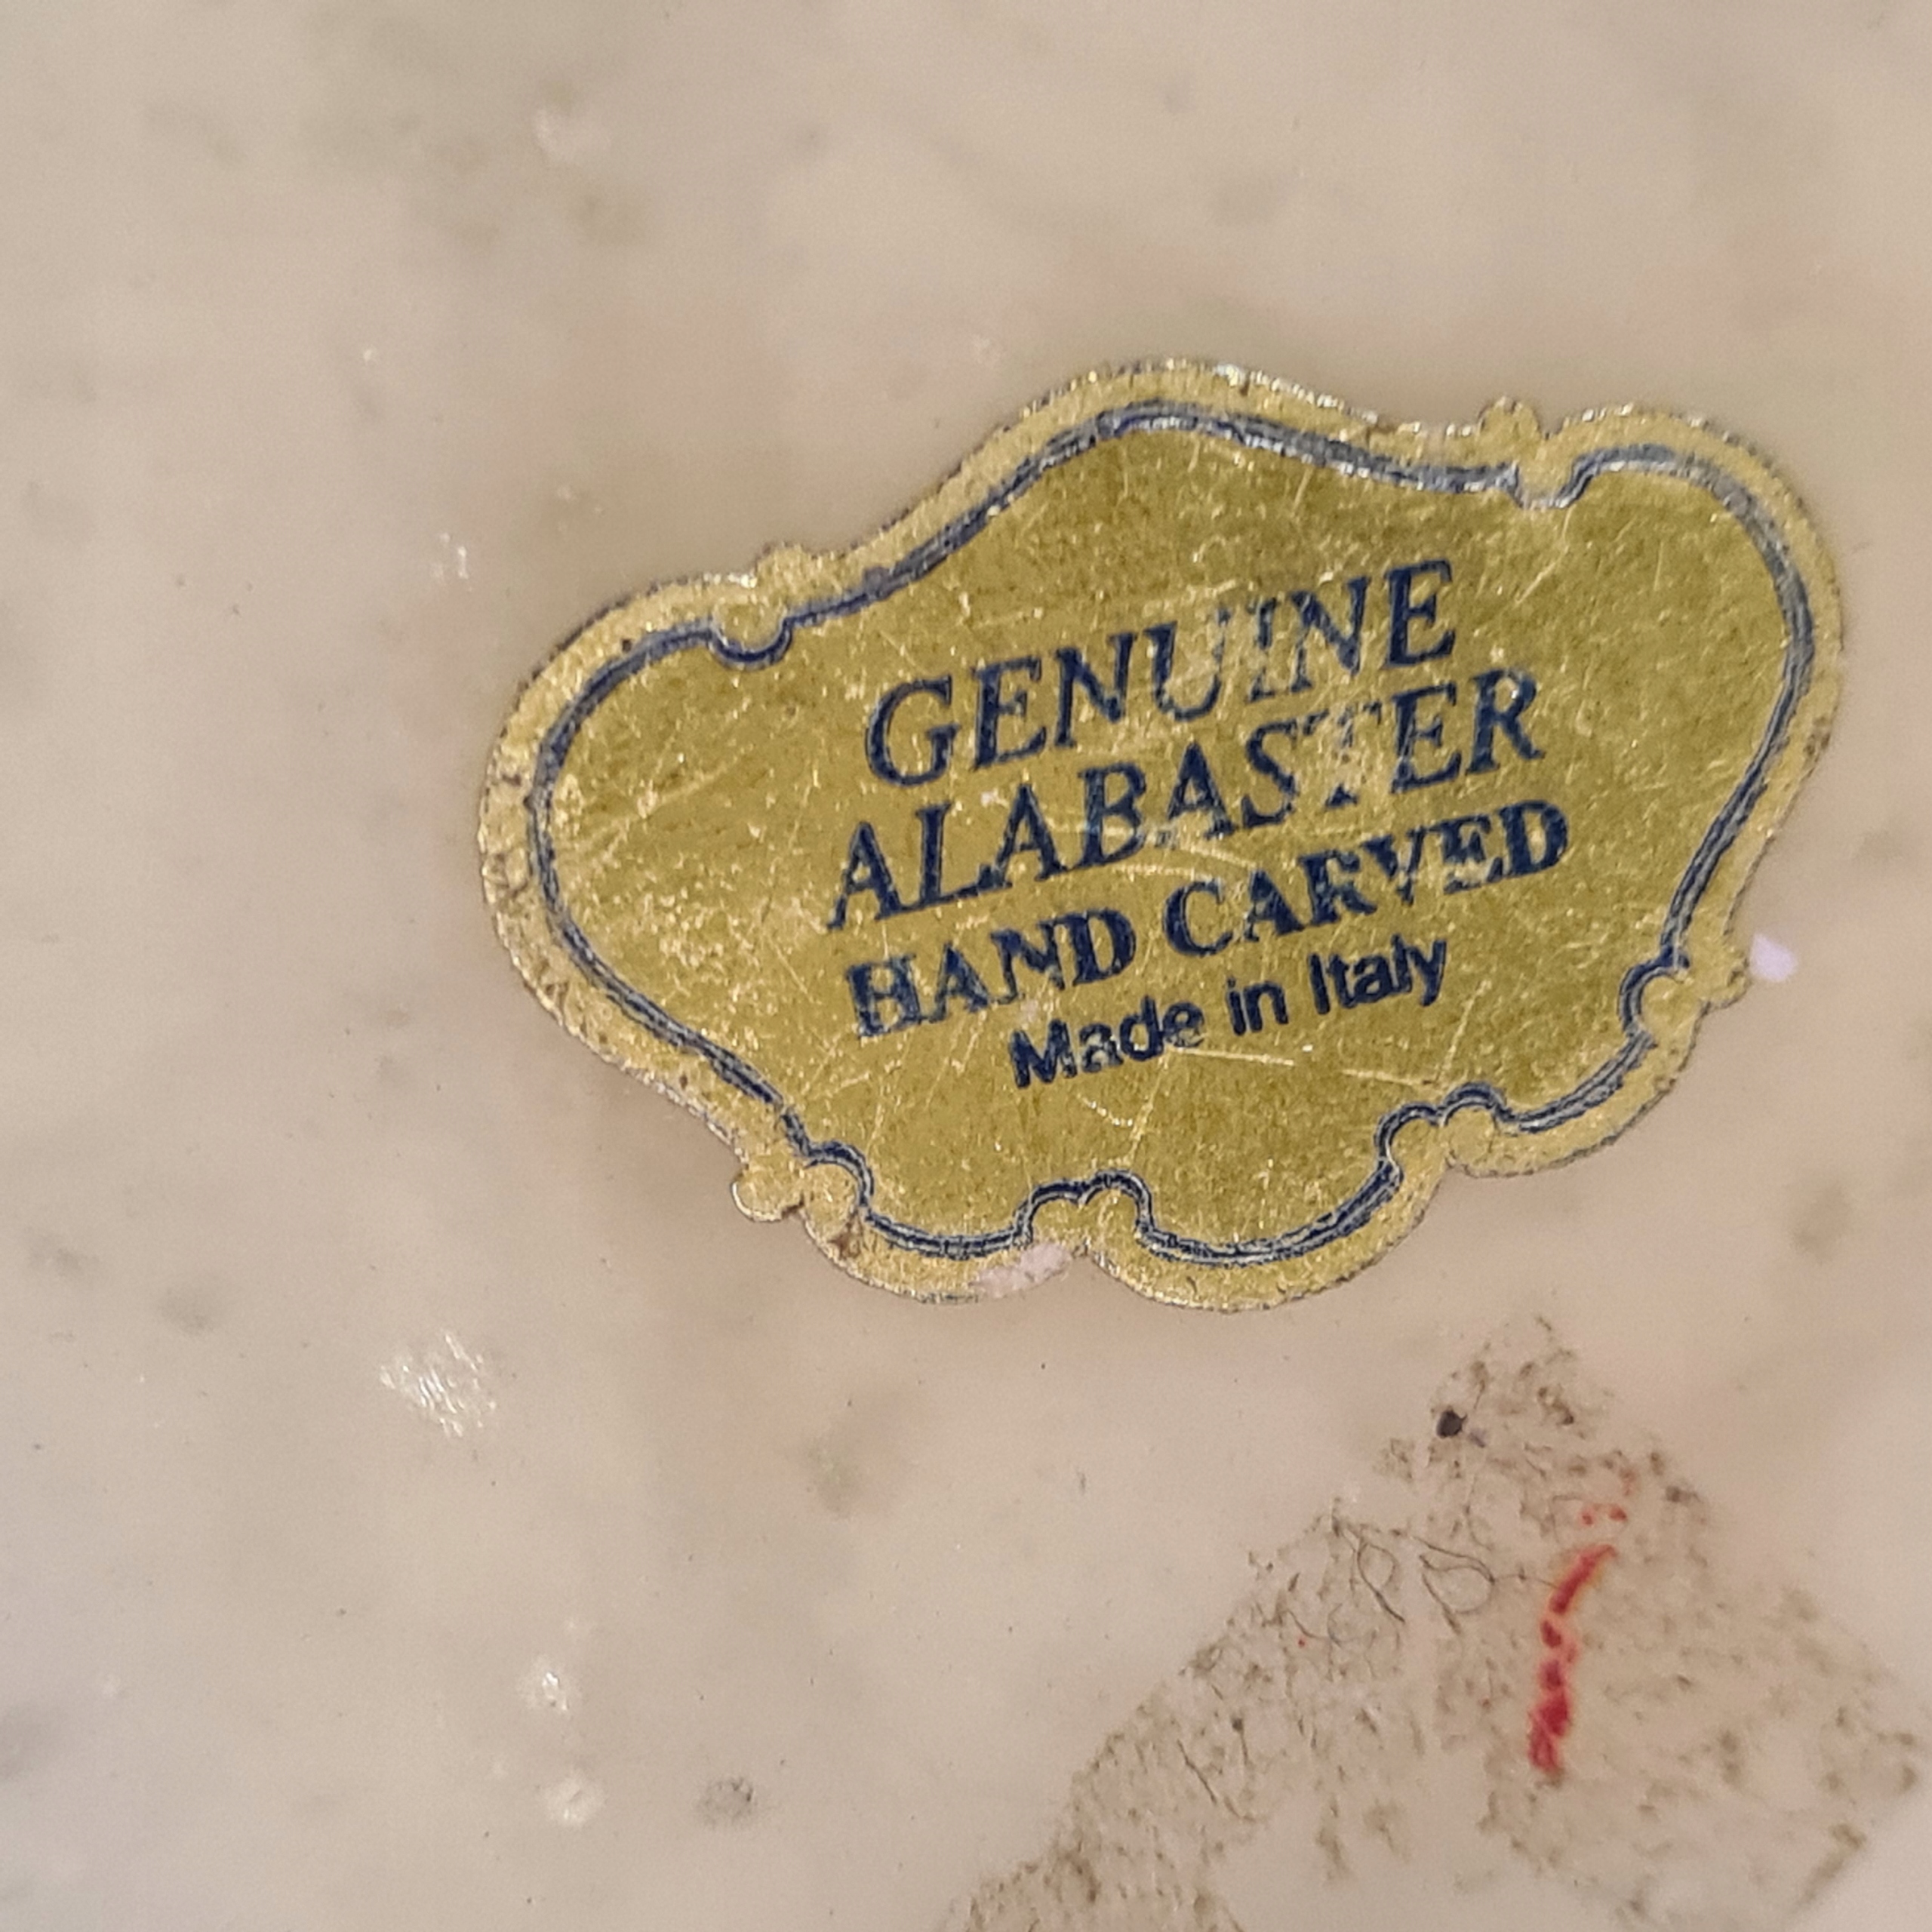 GENUINE
ALABASTER
HAND CARVED
Made in Italy